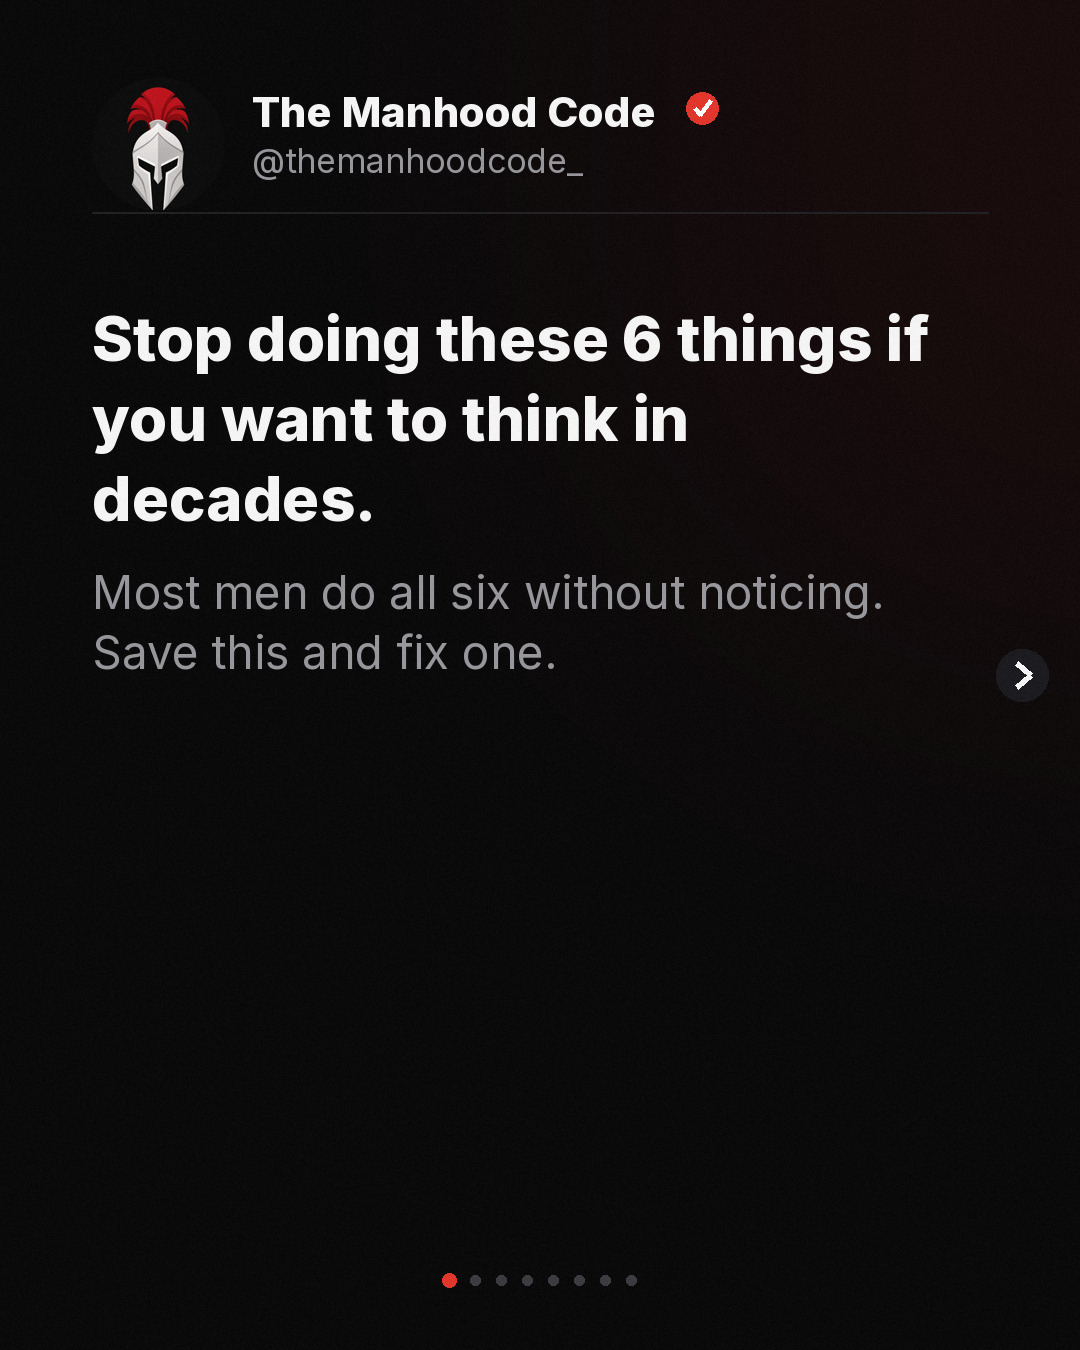 The Manhood Code
@themanhoodcode_
Stop doing these 6 things if
you want to think in
decades.
Most men do all six without noticing.
Save this and fix one.